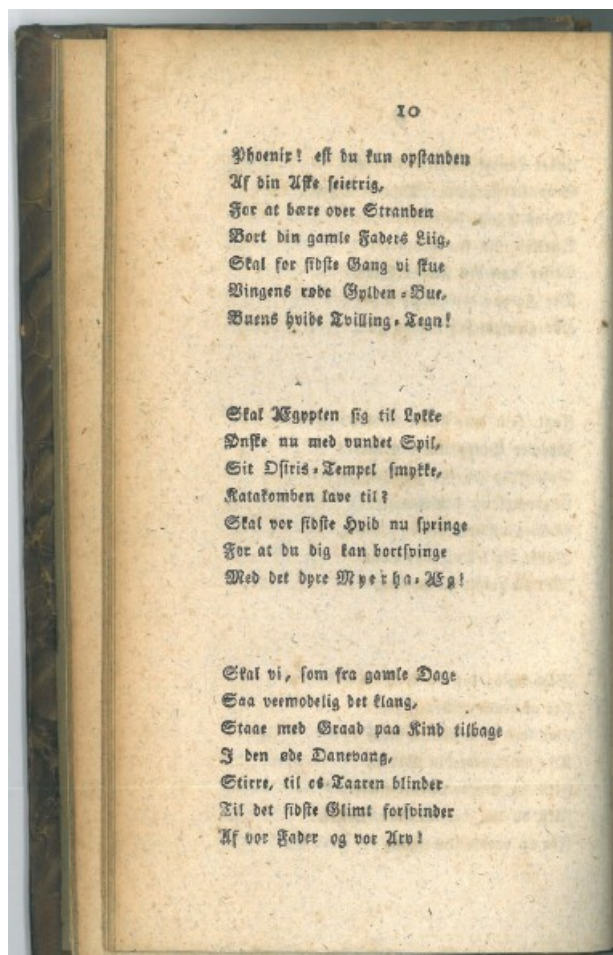 10
Phoenix! est du kun opstanden
Af din Aske seierrig,
For at bære over Stranden
Bort din gamle Faders Liig,
Skal for sidste Gang vi skue
Vingens røde Gylden-Bue,
Buens hvide Tvilling-Tegn!
Skal Ægypten sig til Lykke
Ønske nu med vundet Spil,
Sit Osiris-Tempel smykke,
Katakomben lave til?
Skal vor sidste Hvid nu springe
For at du dig kan bortsvinge
Med det dyre Myrrha-Æg!
Skal vi, som fra gamle Dage
Saa veemodelig det klang,
Staae med Graad paa Kind tilbage
I den øde Danevang,
Stirre, til os Taaren blinder
Til det sidste Glimt forsvinder
Af vor Fader og vor Arv!